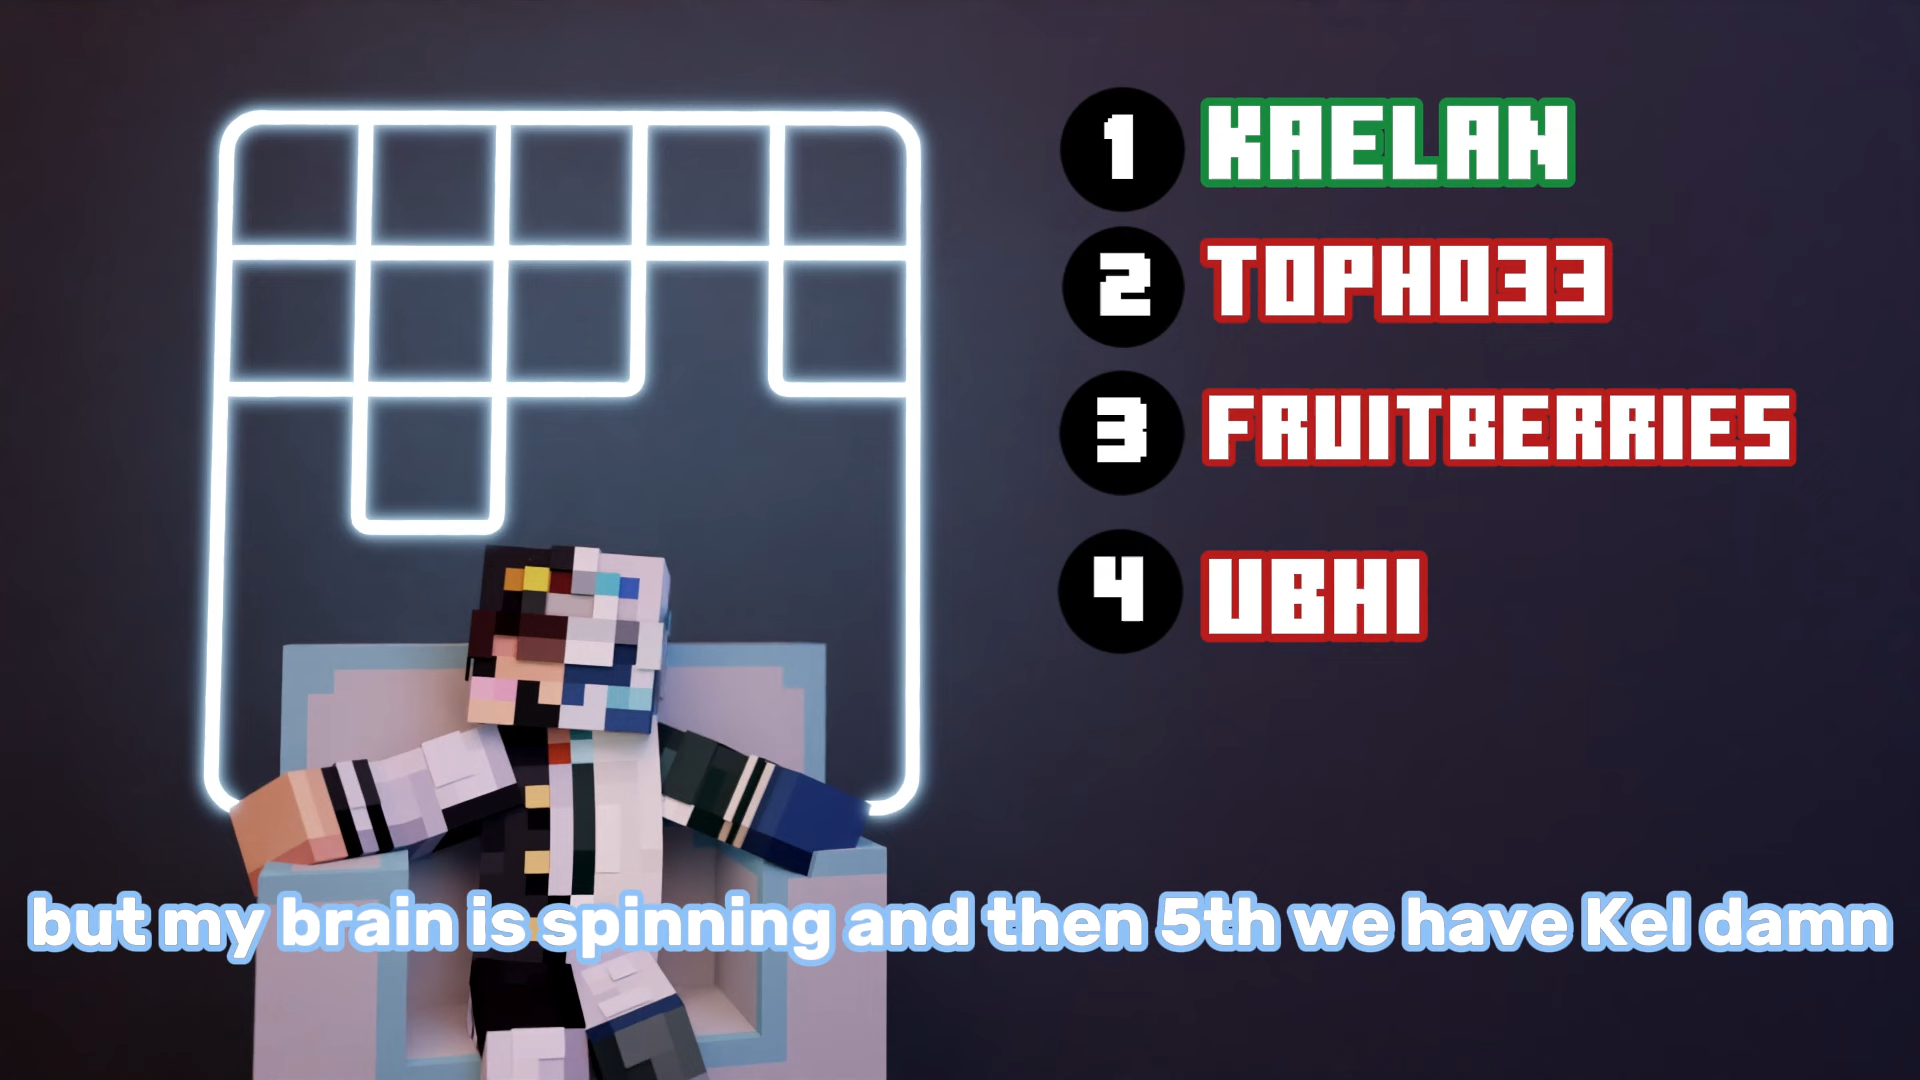 1 KAELAN
2 TOPHO33
3 FRUITBERRIES
4 UBHI
but my brain is spinning and then 5th we have Kel damn